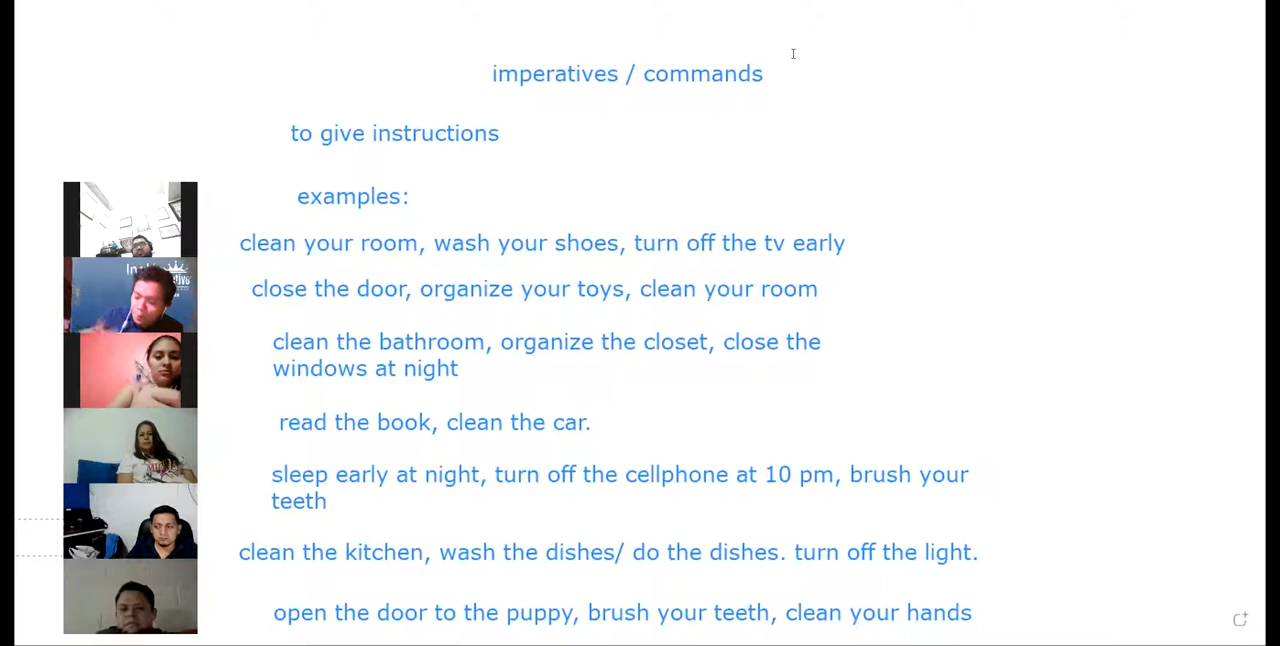 imperatives / commands
to give instructions
examples:
clean your room, wash your shoes, turn off the tv early
close the door, organize your toys, clean your room
clean the bathroom, organize the closet, close the
windows at night
read the book, clean the car.
sleep early at night, turn off the cellphone at 10 pm, brush your
teeth
clean the kitchen, wash the dishes/ do the dishes. turn off the light.
open the door to the puppy, brush your teeth, clean your hands